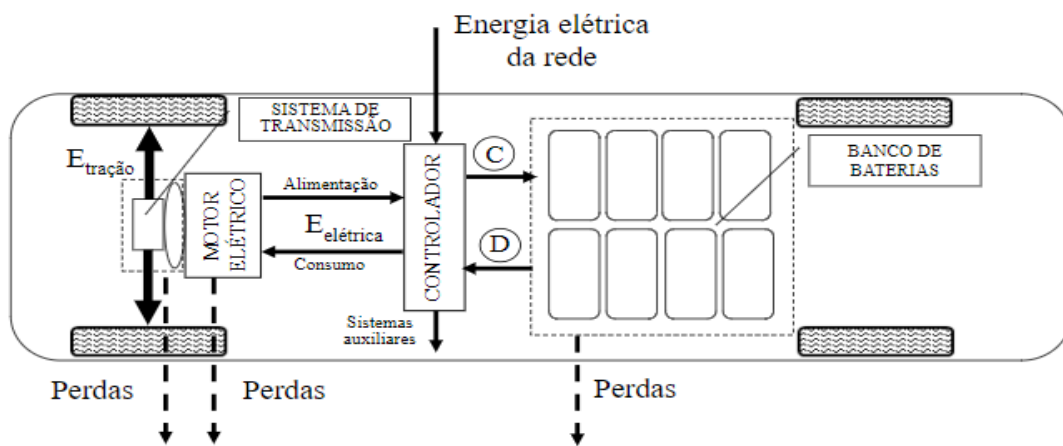 Energia elétrica
da rede
SISTEMA DE
TRANSMISSÃO
E tração
C
BANCO DE
BATERIAS
Alimentação
MOTOR
ELÉTRICO
E elétrica
CONTROLADOR
D
Consumo
Sistemas
auxiliares
Perdas
Perdas
Perdas